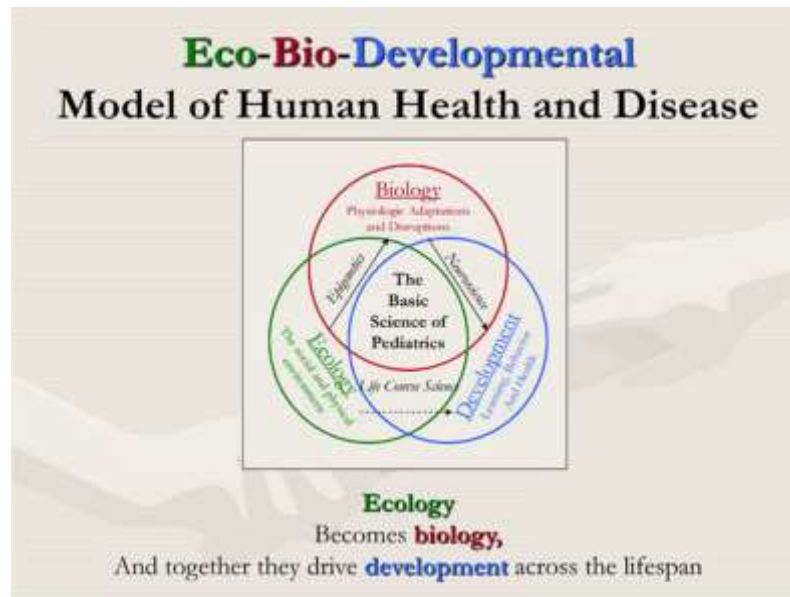 Eco-Bio-Developmental
Model of Human Health and Disease
Biology
Physiologic Adaptations
and Disruptions
Epigenetics
Neuroscience
The
Basic
Science of
Pediatrics
Ecology
The social and physical
environments
Life Course Science
Development
Learning, Behavior
And Health
Ecology
Becomes biology,
And together they drive development across the lifespan